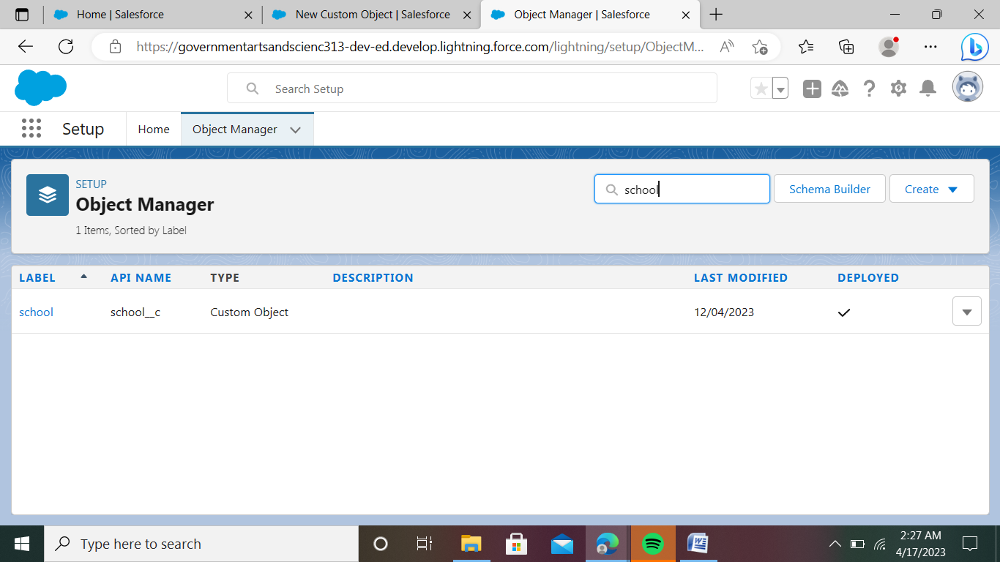 Home | Salesforce
New Custom Object | Salesforce
Object Manager | Salesforce
https://governmentartsandscienc313-dev-ed.develop.lightning.force.com/lightning/setup/ObjectM...
Search Setup
Setup
Home
Object Manager
SETUP
Object Manager
1 Items, Sorted by Label
school
Schema Builder
Create
LABEL API NAME TYPE DESCRIPTION LAST MODIFIED DEPLOYED
school school__c Custom Object 12/04/2023
Type here to search
2:27 AM
4/17/2023